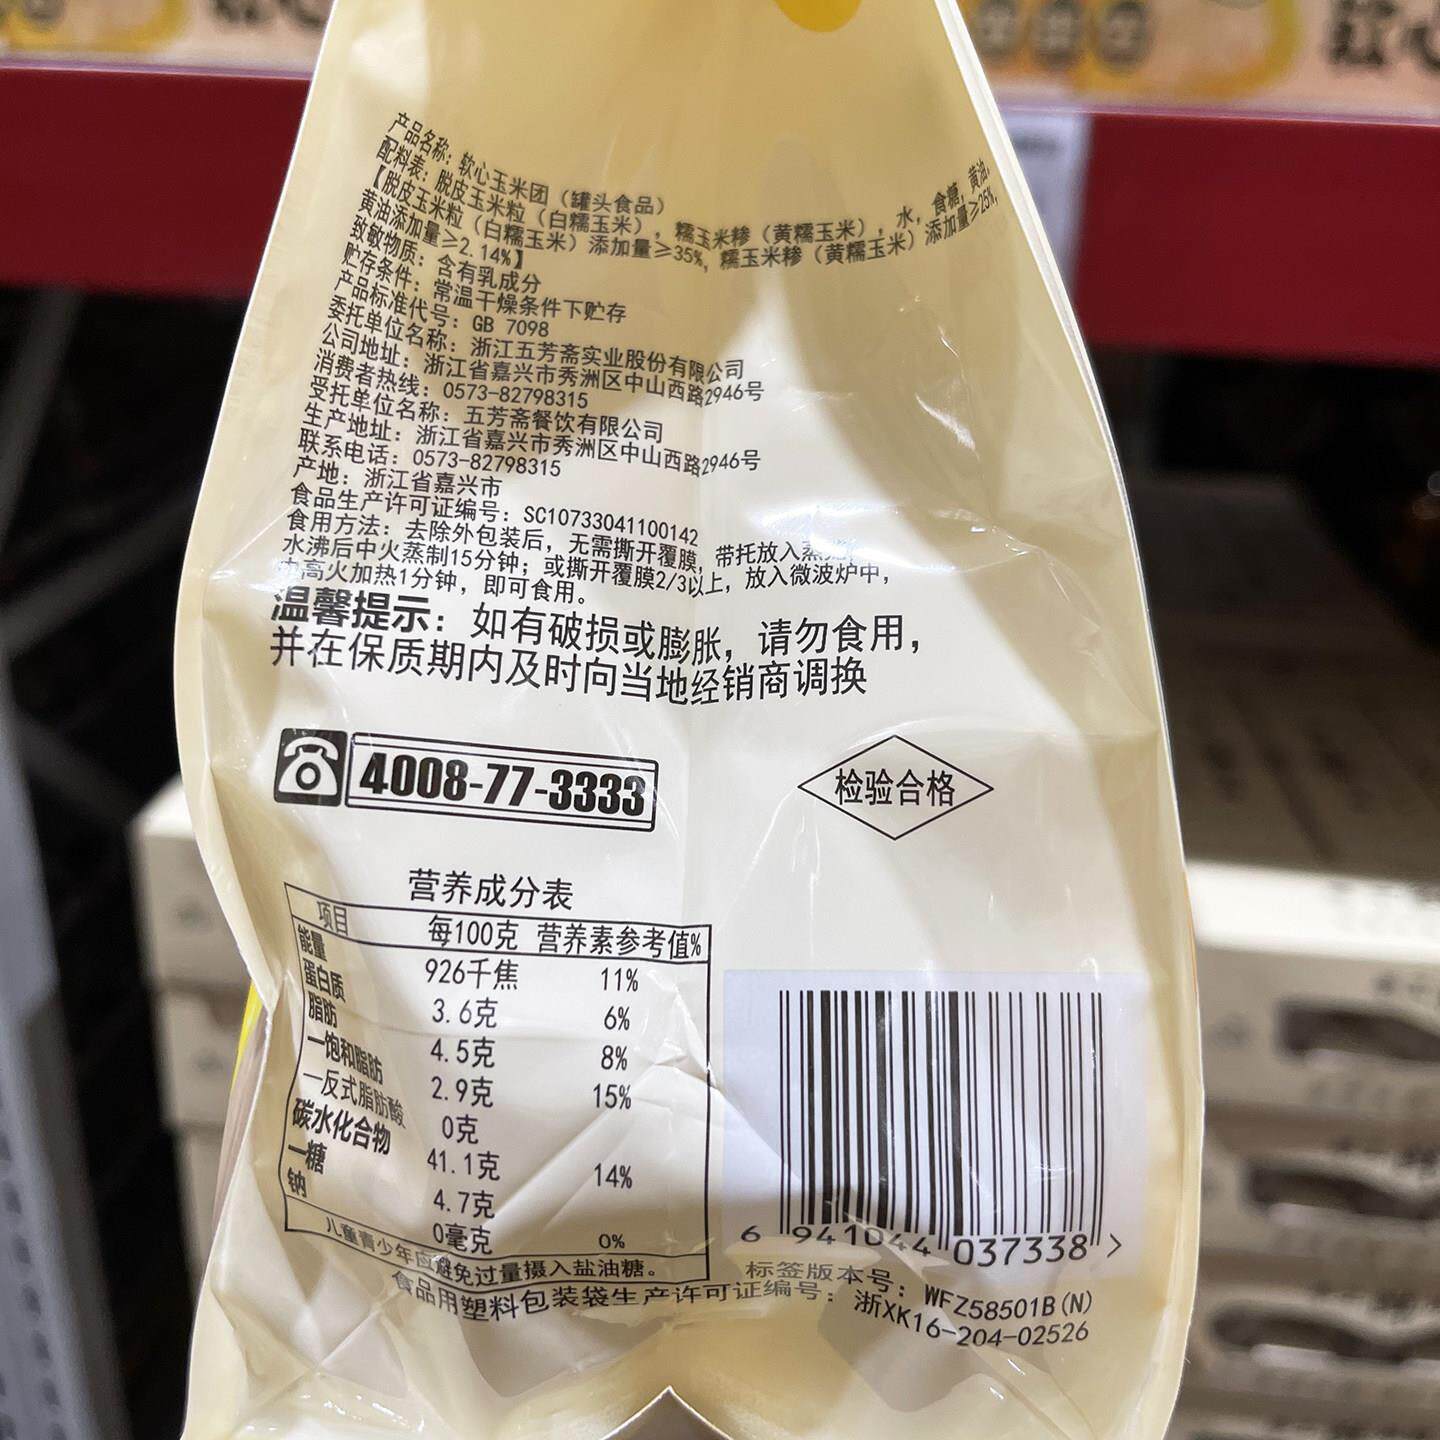 软心
产品名称：软心玉米团（罐头食品）
配料表：脱皮玉米粒（白糯玉米），糯玉米糁（黄糯玉米），水，食糖，黄油，
【脱皮玉米粒（白糯玉米）添加量≥35%，糯玉米糁（黄糯玉米）添加量≥25%，
黄油添加量≥2.14%】
致敏物质：含有乳成分
贮存条件：常温干燥条件下贮存
产品标准代号：GB 7098
委托单位名称：浙江五芳斋实业股份有限公司
公司地址：浙江省嘉兴市秀洲区中山西路2946号
消费者热线：0573-82798315
受托单位名称：五芳斋餐饮有限公司
生产地址：浙江省嘉兴市秀洲区中山西路2946号
联系电话：0573-82798315
产地：浙江省嘉兴市
食品生产许可证编号：SC10733041100142
食用方法：去除外包装后，无需撕开覆膜，带托放入蒸
水沸后中火蒸制15分钟；或撕开覆膜2/3以上，放入微波炉中，
中高火加热1分钟，即可食用。
温馨提示：如有破损或膨胀，请勿食用，
并在保质期内及时向当地经销商调换
4008-77-3333
检验合格
营养成分表
项目 每100克 营养素参考值%
能量 926千焦 11%
蛋白质 3.6克 6%
脂肪 4.5克 8%
—饱和脂肪 2.9克 15%
—反式脂肪酸 0克
碳水化合物 41.1克 14%
—糖 4.7克
钠 0毫克 0%
儿童青少年应避免过量摄入盐油糖。
6 941044 037338 >
标签版本号：WFZ58501B(N)
食品用塑料包装袋生产许可证编号：浙XK16-204-02526